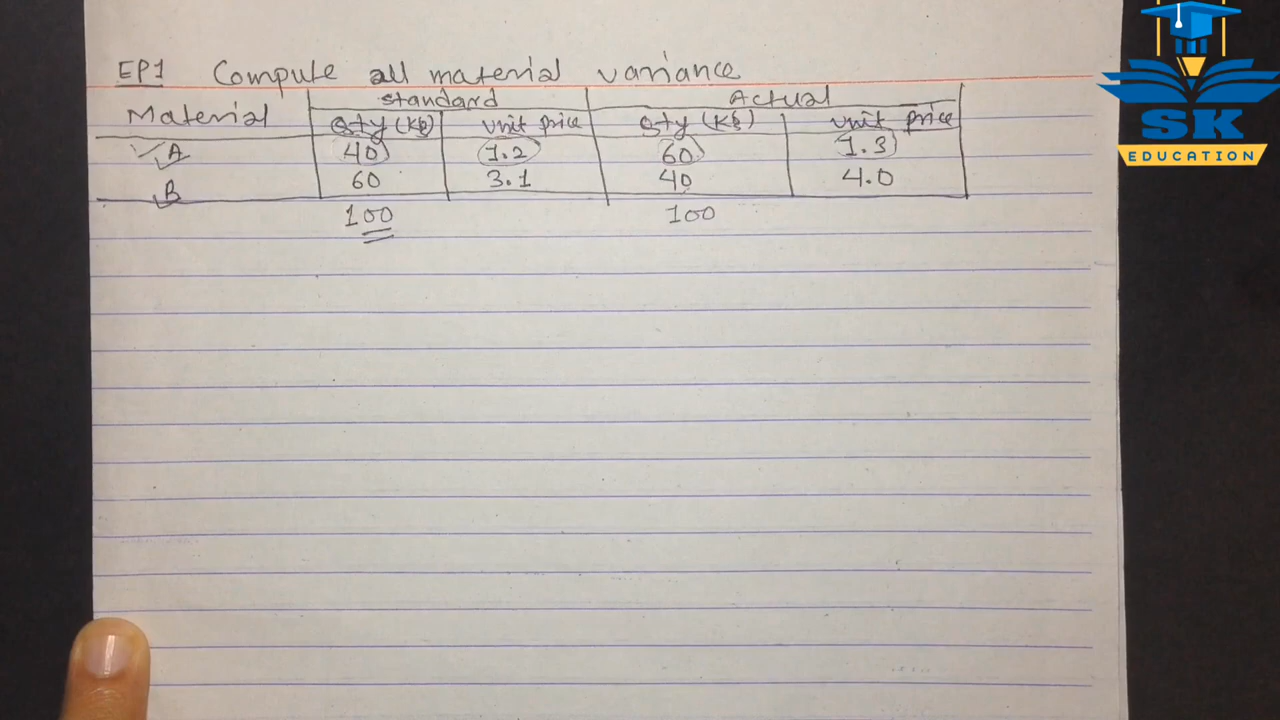 EP1 Compute all material variance
Material Standard Actual
Qty (Kg) Unit price Qty (Kg) Unit price
A 40 1.2 60 1.3
B 60 3.1 40 4.0
100 100
SK
EDUCATION